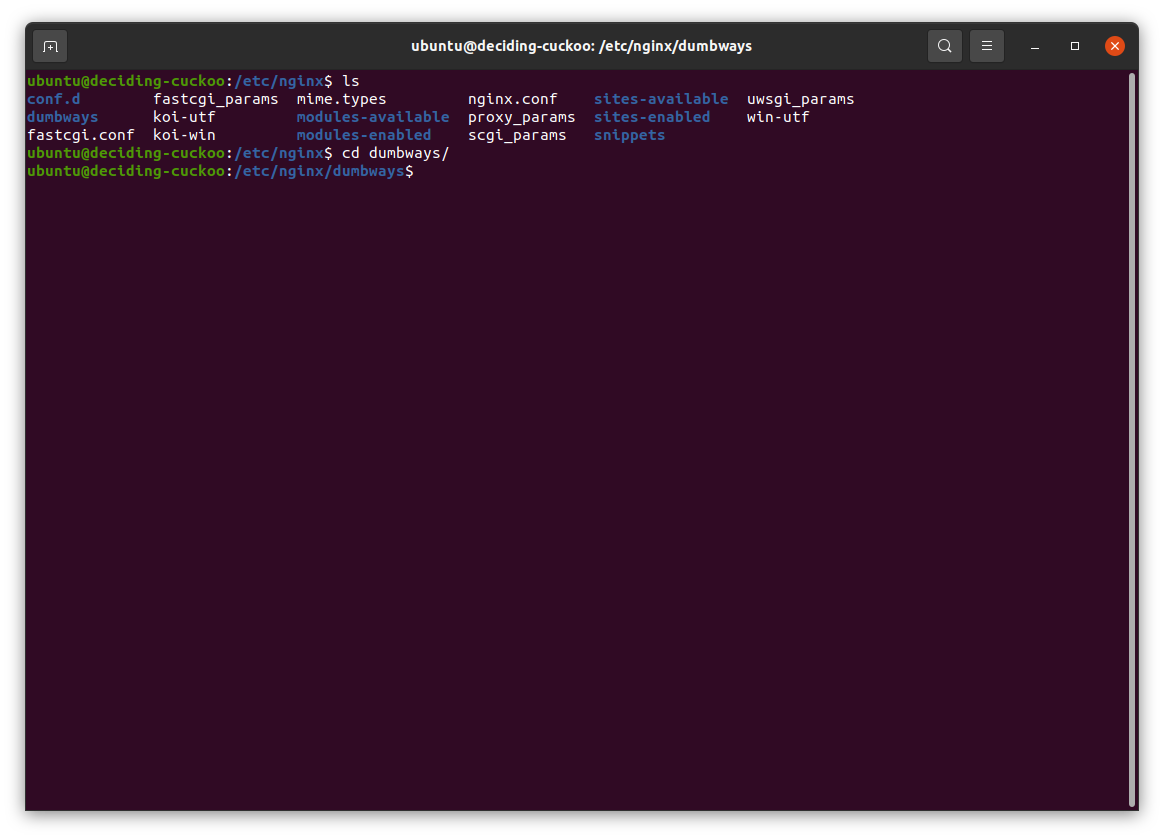 ubuntu@deciding-cuckoo: /etc/nginx/dumbways
ubuntu@deciding-cuckoo:/etc/nginx$ ls
conf.d fastcgi_params mime.types nginx.conf sites-available uwsgi_params
dumbways koi-utf modules-available proxy_params sites-enabled win-utf
fastcgi.conf koi-win modules-enabled scgi_params snippets
ubuntu@deciding-cuckoo:/etc/nginx$ cd dumbways/
ubuntu@deciding-cuckoo:/etc/nginx/dumbways$